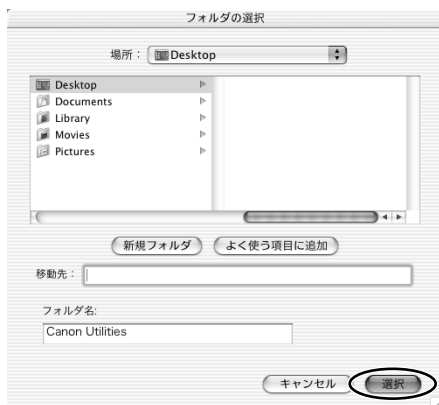 フォルダの選択
場所： Desktop
Desktop
Documents
Library
Movies
Pictures
新規フォルダ よく使う項目に追加
移動先：
フォルダ名:
Canon Utilities
キャンセル 選択